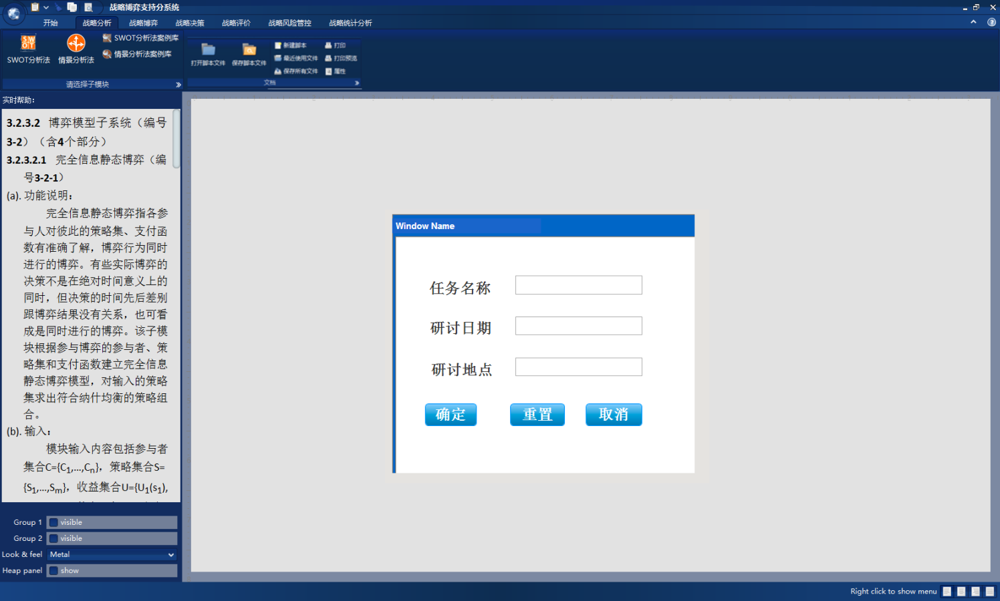 战略博弈支持分系统
开始 战略分析 战略博弈 战略决策 战略评价 战略风险管控 战略统计分析
SWOT分析法 情景分析法 SWOT分析法案例库
情景分析法案例库
请选择子模块
打开脚本文件 保存脚本文件 新建脚本 打印
最近使用文件 打印预览
保存所有文件 属性
文档
实时帮助：
3.2.3.2 博弈模型子系统（编号
3-2）（含4个部分）
3.2.3.2.1 完全信息静态博弈（编
号3-2-1）
(a). 功能说明：
完全信息静态博弈指各参
与人对彼此的策略集、支付函
数有准确了解，博弈行为同时
进行的博弈。有些实际博弈的
决策不是在绝对时间意义上的
同时，但决策的时间先后差别
跟博弈结果没有关系，也可看
成是同时进行的博弈。该子模
块根据参与博弈的参与者、策
略集和支付函数建立完全信息
静态博弈模型，对输入的策略
集求出符合纳什均衡的策略组
合。
(b). 输入：
模块输入内容包括参与者
集合C={C1,...,Cn}，策略集合S=
{S1,...,Sm}，收益集合U={U1(s1),
Group 1 visible
Group 2 visible
Look & feel Metal
Heap panel show
Window Name
任务名称
研讨日期
研讨地点
确定 重置 取消
Right click to show menu